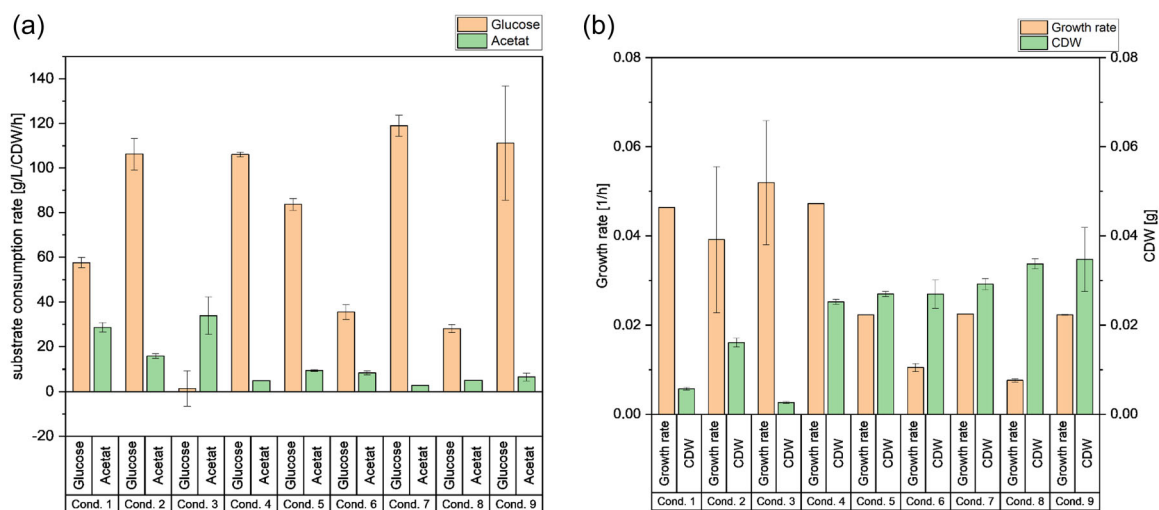 (a)
Glucose
Acetat
substrate consumption rate [g/L/CDW/h]
140
120
100
80
60
40
20
0
-20
Glucose Acetat Glucose Acetat Glucose Acetat Glucose Acetat Glucose Acetat Glucose Acetat Glucose Acetat Glucose Acetat Glucose Acetat
Cond. 1 Cond. 2 Cond. 3 Cond. 4 Cond. 5 Cond. 6 Cond. 7 Cond. 8 Cond. 9
(b)
Growth rate
CDW
Growth rate [1/h]
0.08
0.06
0.04
0.02
0.00
0.08
0.06
0.04
0.02
0.00
CDW [g]
Growth rate CDW Growth rate CDW Growth rate CDW Growth rate CDW Growth rate CDW Growth rate CDW Growth rate CDW Growth rate CDW Growth rate CDW
Cond. 1 Cond. 2 Cond. 3 Cond. 4 Cond. 5 Cond. 6 Cond. 7 Cond. 8 Cond. 9